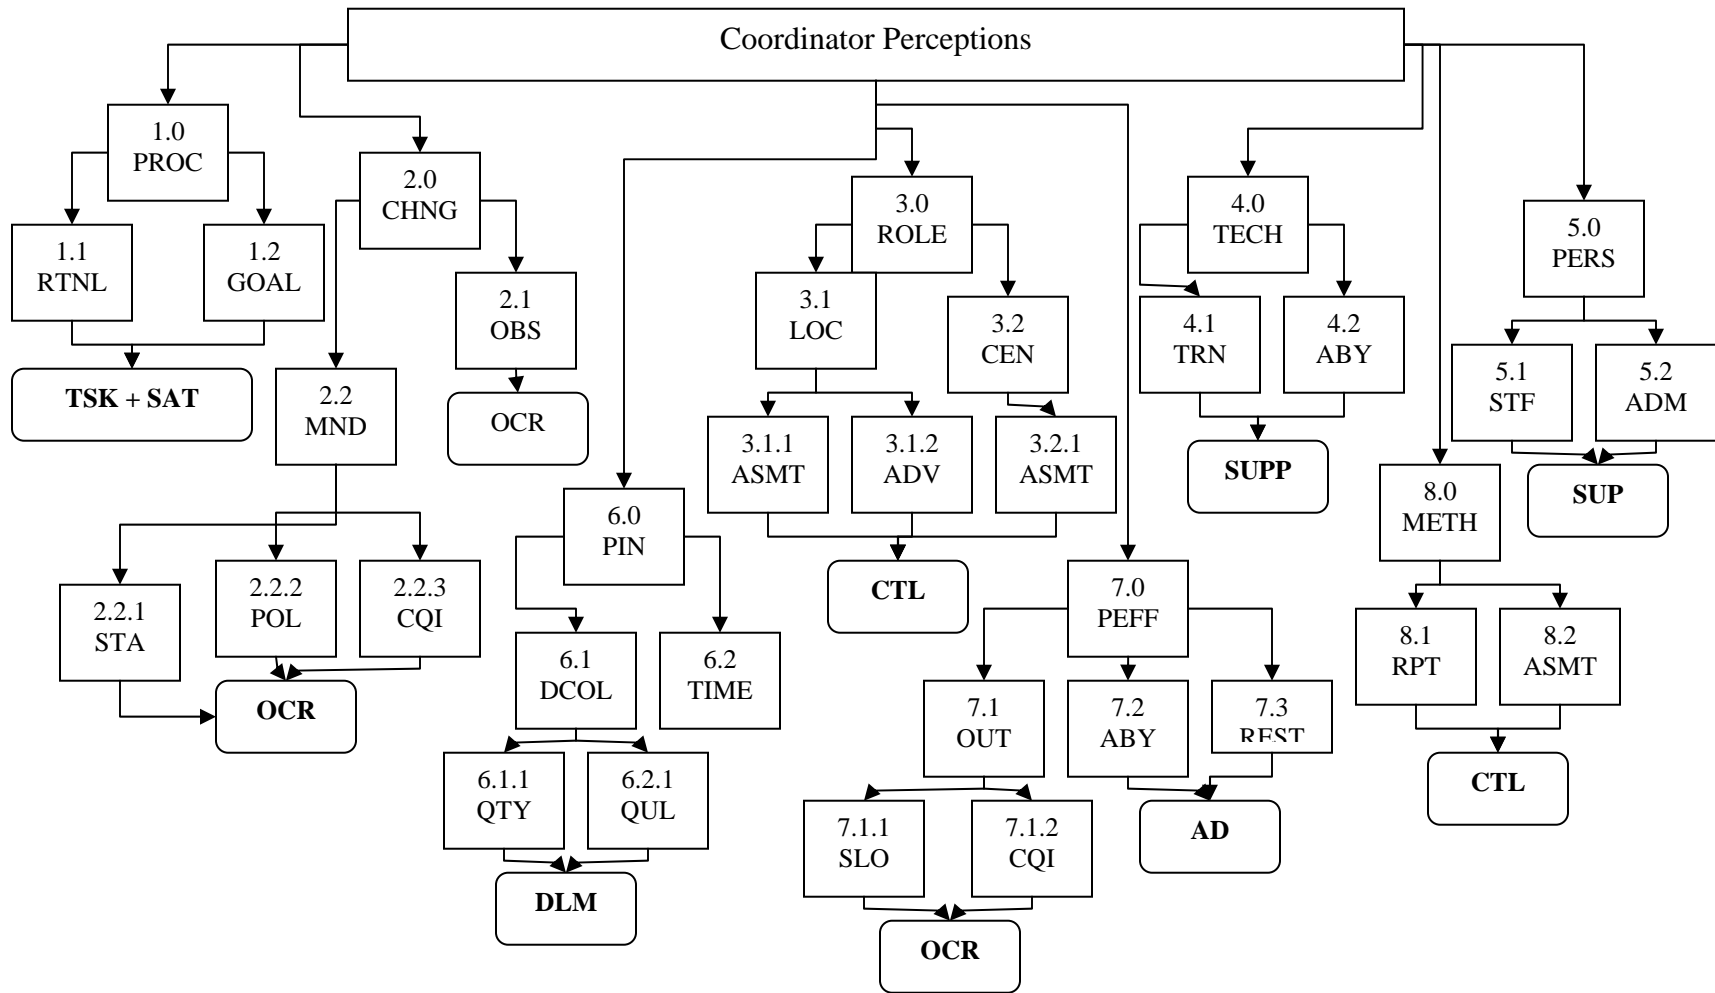 Coordinator Perceptions
1.0
PROC
2.0
CHNG
3.0
ROLE
4.0
TECH
5.0
PERS
1.1
RTNL
1.2
GOAL
2.1
OBS
3.1
LOC
3.2
CEN
4.1
TRN
4.2
ABY
5.1
STF
5.2
ADM
TSK + SAT
2.2
MND
OCR
3.1.1
ASMT
3.1.2
ADV
3.2.1
ASMT
SUPP
8.0
METH
SUP
6.0
PIN
2.2.1
STA
2.2.2
POL
2.2.3
CQI
CTL
7.0
PEFF
8.1
RPT
8.2
ASMT
OCR
6.1
DCOL
6.2
TIME
7.1
OUT
7.2
ABY
7.3
REST
CTL
6.1.1
QTY
6.2.1
QUL
7.1.1
SLO
7.1.2
CQI
AD
DLM
OCR